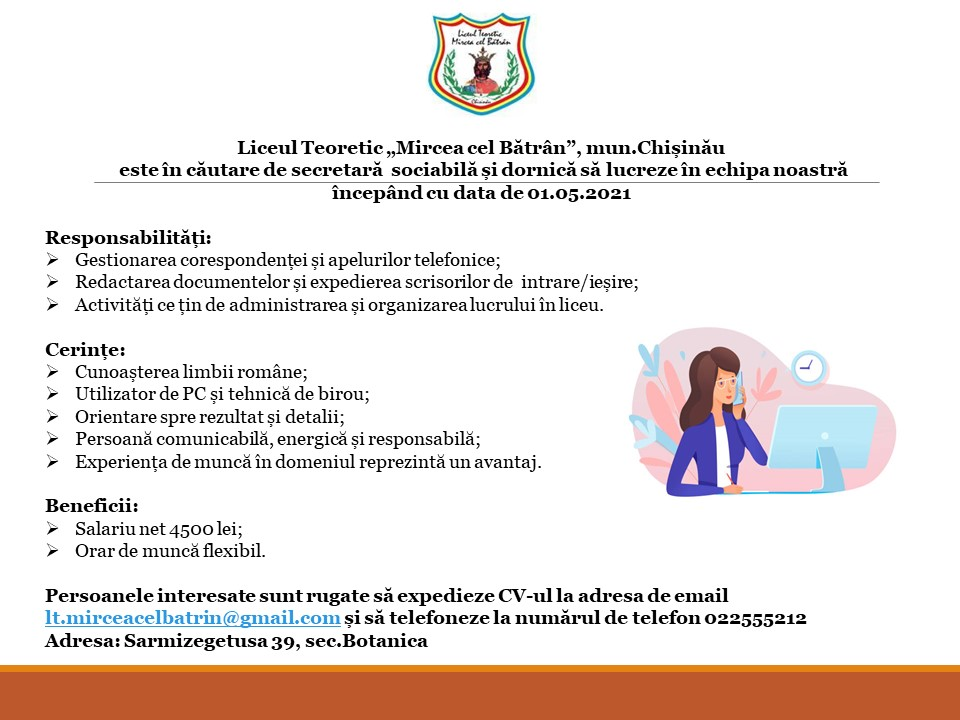 Liceul Teoretic
Mircea cel Bătrân
Chișinău
Liceul Teoretic „Mircea cel Bătrân”, mun.Chișinău
este în căutare de secretară sociabilă și dornică să lucreze în echipa noastră
începând cu data de 01.05.2021
Responsabilități:
➢ Gestionarea corespondenței și apelurilor telefonice;
➢ Redactarea documentelor și expedierea scrisorilor de intrare/ieșire;
➢ Activități ce țin de administrarea și organizarea lucrului în liceu.
Cerințe:
➢ Cunoașterea limbii române;
➢ Utilizator de PC și tehnică de birou;
➢ Orientare spre rezultat și detalii;
➢ Persoană comunicabilă, energică și responsabilă;
➢ Experiența de muncă în domeniul reprezintă un avantaj.
Beneficii:
➢ Salariu net 4500 lei;
➢ Orar de muncă flexibil.
Persoanele interesate sunt rugate să expedieze CV-ul la adresa de email
lt.mirceacelbatrin@gmail.com și să telefoneze la numărul de telefon 022555212
Adresa: Sarmizegetusa 39, sec.Botanica